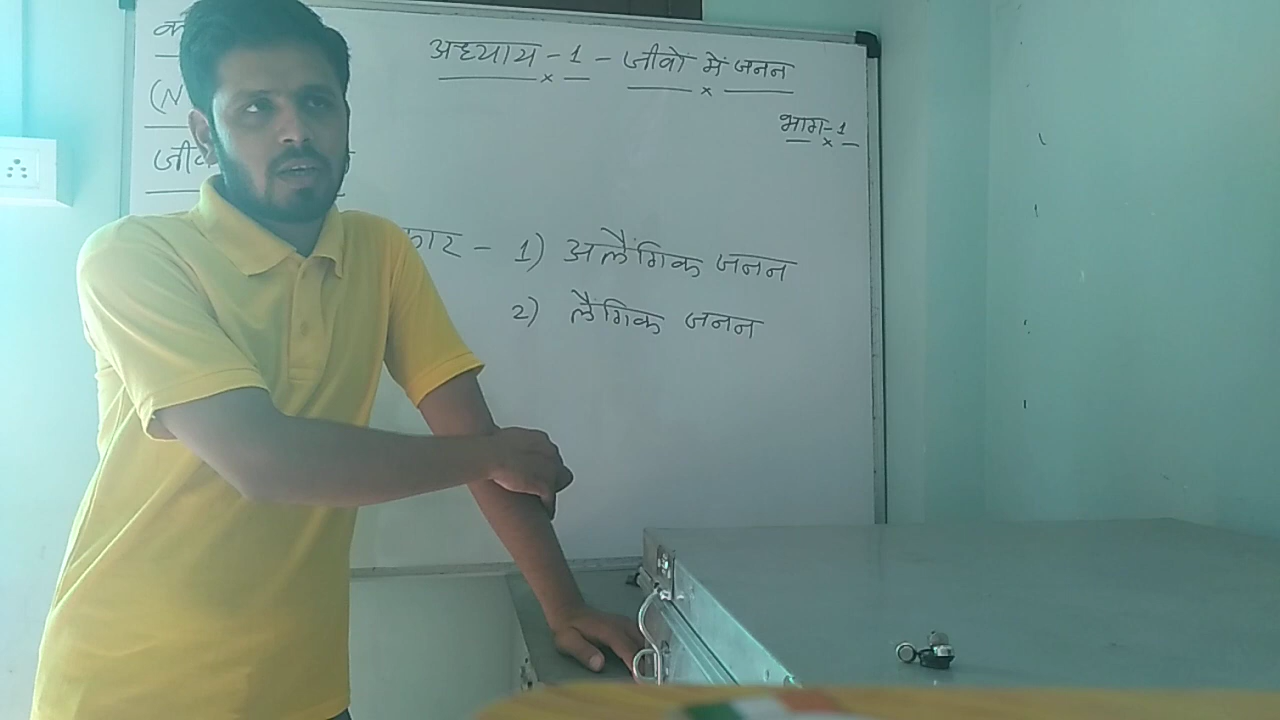 अध्याय - 1 - जीवों में जनन
भाग - 1
1) अलैंगिक जनन
2) लैंगिक जनन